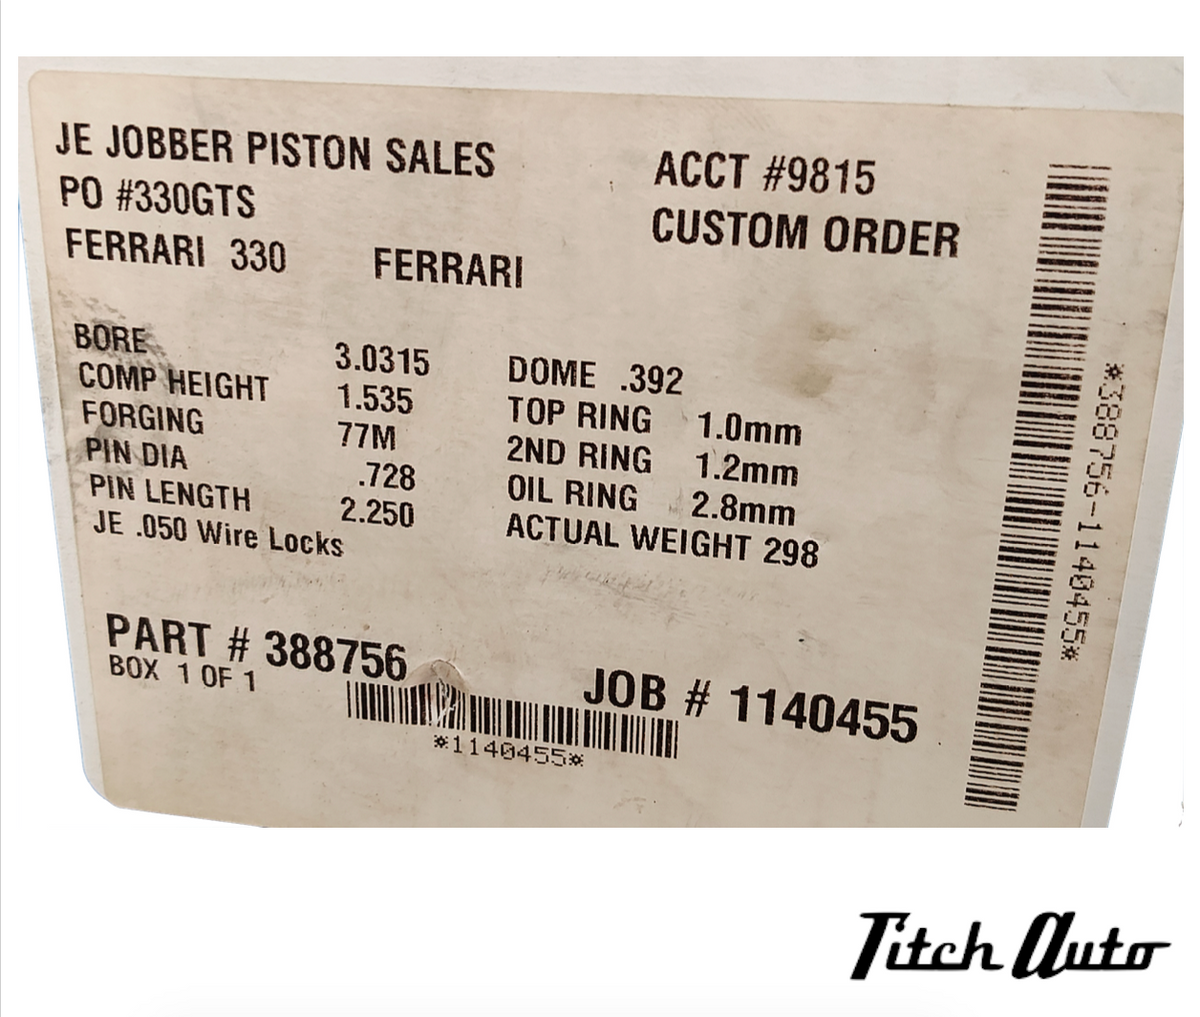 JE JOBBER PISTON SALES
PO #330GTS
FERRARI 330 FERRARI
ACCT #9815
CUSTOM ORDER
BORE 3.0315
COMP HEIGHT 1.535
FORGING 77M
PIN DIA .728
PIN LENGTH 2.250
JE .050 Wire Locks
DOME .392
TOP RING 1.0mm
2ND RING 1.2mm
OIL RING 2.8mm
ACTUAL WEIGHT 298
PART # 388756
BOX 1 OF 1
JOB # 1140455
*1140455*
*388756-1140455*
Titch Auto